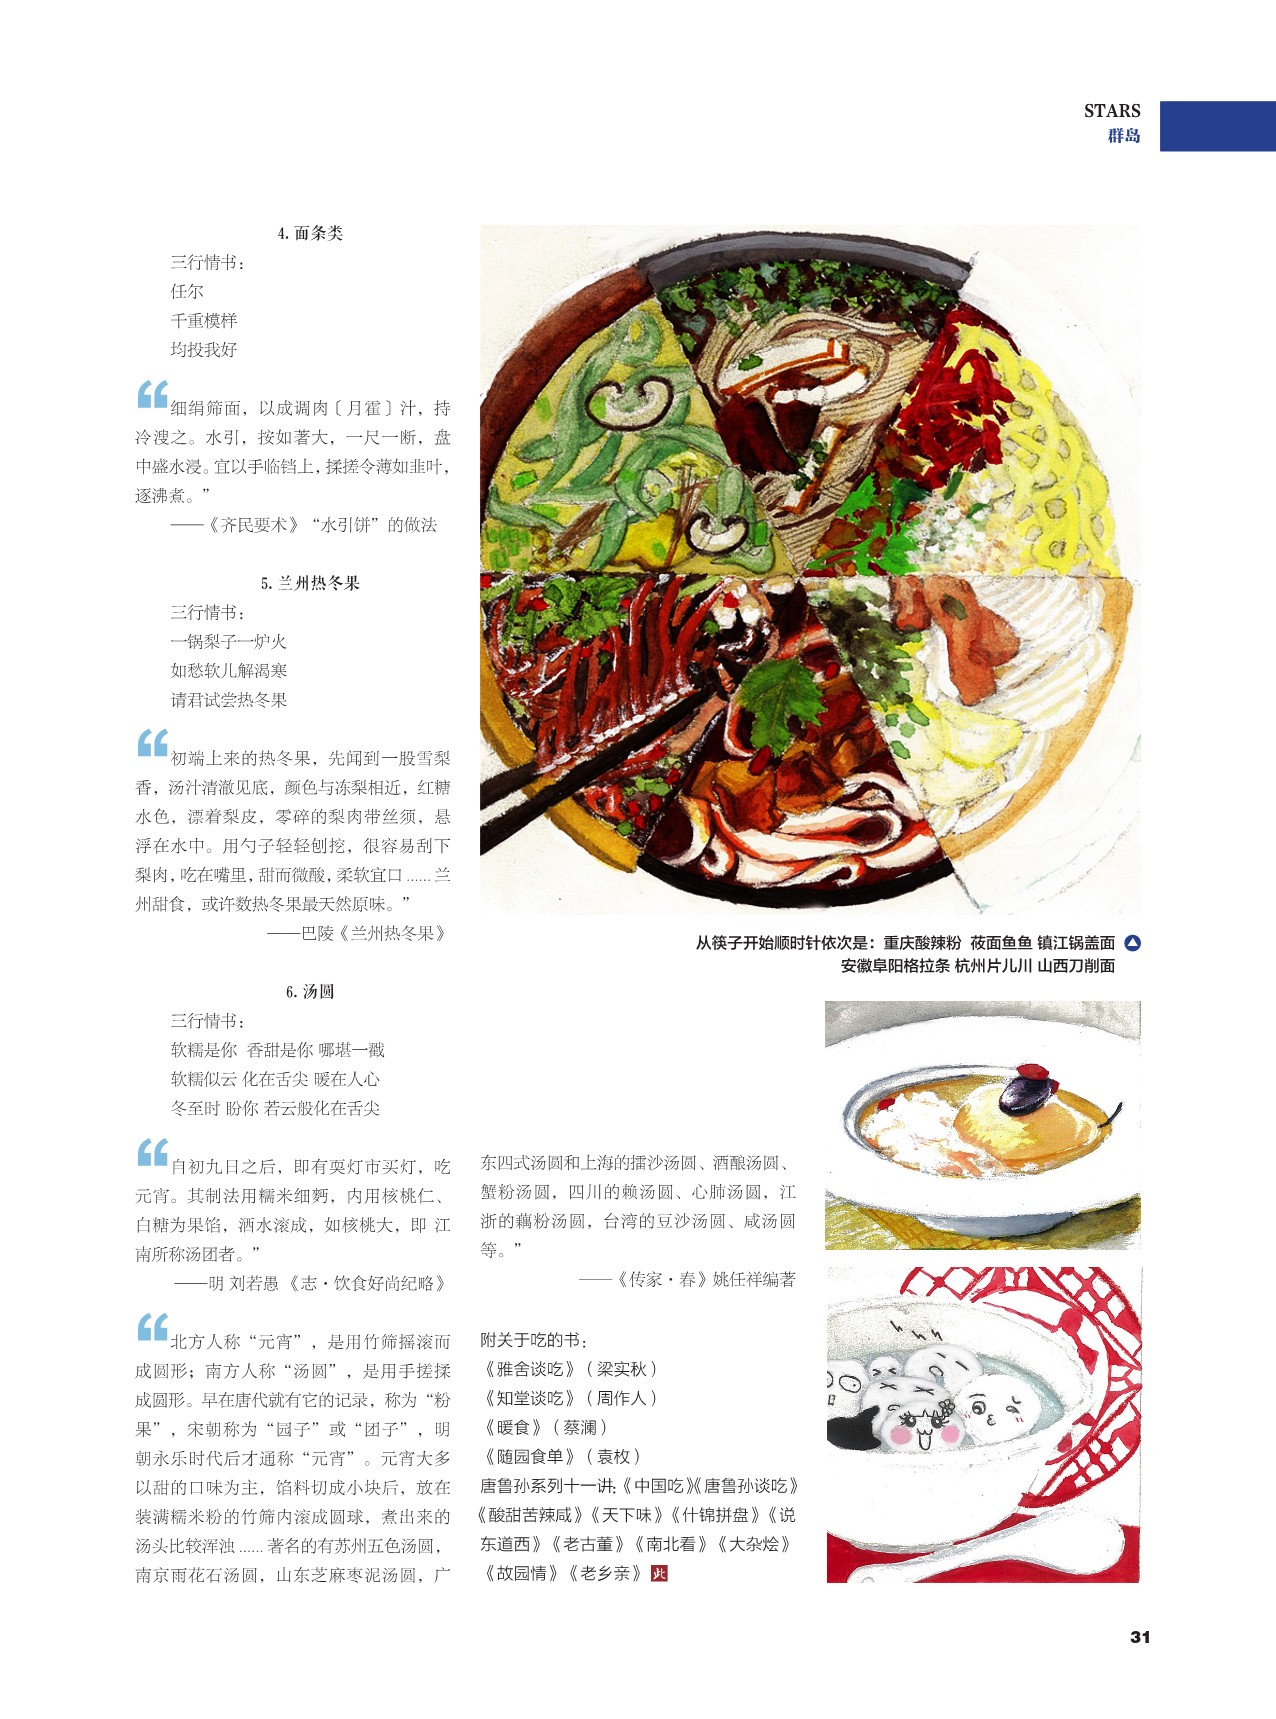 STARS
群岛
4. 面条类
三行情书：
任尔
千重模样
均投我好
“细绢筛面，以成调肉〔月霍〕汁，持
冷溲之。水引，按如著大，一尺一断，盘
中盛水浸。宜以手临铛上，揉搓令薄如韭叶，
逐沸煮。”
——《齐民要术》“水引饼”的做法
5. 兰州热冬果
三行情书：
一锅梨子一炉火
如愁软儿解渴寒
请君试尝热冬果
“初端上来的热冬果，先闻到一股雪梨
香，汤汁清澈见底，颜色与冻梨相近，红糖
水色，漂着梨皮，零碎的梨肉带丝须，悬
浮在水中。用勺子轻轻刨挖，很容易刮下
梨肉，吃在嘴里，甜而微酸，柔软宜口......兰
州甜食，或许数热冬果最天然原味。”
——巴陵《兰州热冬果》
6. 汤圆
三行情书：
软糯是你 香甜是你 哪堪一戳
软糯似云 化在舌尖 暖在人心
冬至时 盼你 若云般化在舌尖
“自初九日之后，即有耍灯市买灯，吃
元宵。其制法用糯米细麪，内用核桃仁、
白糖为果馅，洒水滚成，如核桃大，即 江
南所称汤团者。”
——明 刘若愚 《志·饮食好尚纪略》
“北方人称“元宵”，是用竹筛摇滚而
成圆形；南方人称“汤圆”，是用手搓揉
成圆形。早在唐代就有它的记录，称为“粉
果”，宋朝称为“园子”或“团子”，明
朝永乐时代后才通称“元宵”。元宵大多
以甜的口味为主，馅料切成小块后，放在
装满糯米粉的竹筛内滚成圆球，煮出来的
汤头比较浑浊......著名的有苏州五色汤圆，
南京雨花石汤圆，山东芝麻枣泥汤圆，广
东四式汤圆和上海的擂沙汤圆、酒酿汤圆、
蟹粉汤圆，四川的赖汤圆、心肺汤圆，江
浙的藕粉汤圆，台湾的豆沙汤圆、咸汤圆
等。”
——《传家·春》姚任祥编著
附关于吃的书：
《雅舍谈吃》（梁实秋）
《知堂谈吃》（周作人）
《暖食》（蔡澜）
《随园食单》（袁枚）
唐鲁孙系列十一讲：《中国吃》《唐鲁孙谈吃》
《酸甜苦辣咸》《天下味》《什锦拼盘》《说
东道西》《老古董》《南北看》《大杂烩》
《故园情》《老乡亲》此
从筷子开始顺时针依次是：重庆酸辣粉 莜面鱼鱼 镇江锅盖面
安徽阜阳格拉条 杭州片儿川 山西刀削面
31